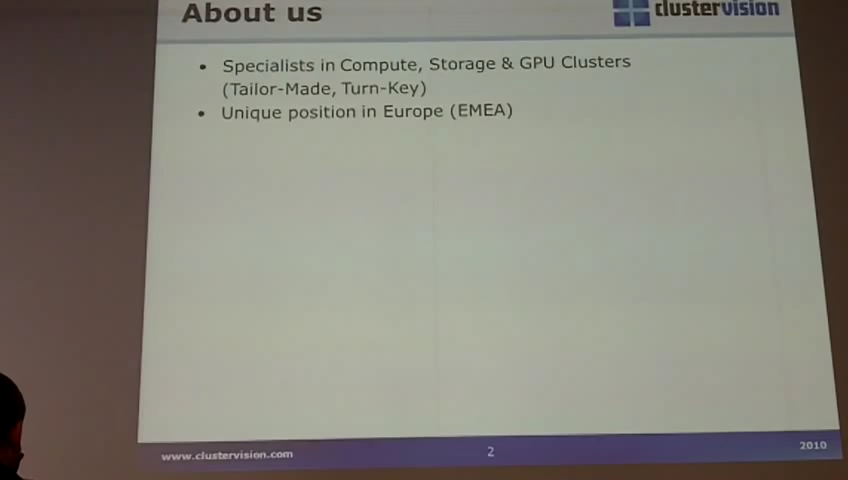 About us
clustervision
• Specialists in Compute, Storage & GPU Clusters
(Tailor-Made, Turn-Key)
• Unique position in Europe (EMEA)
www.clustervision.com
2
2010